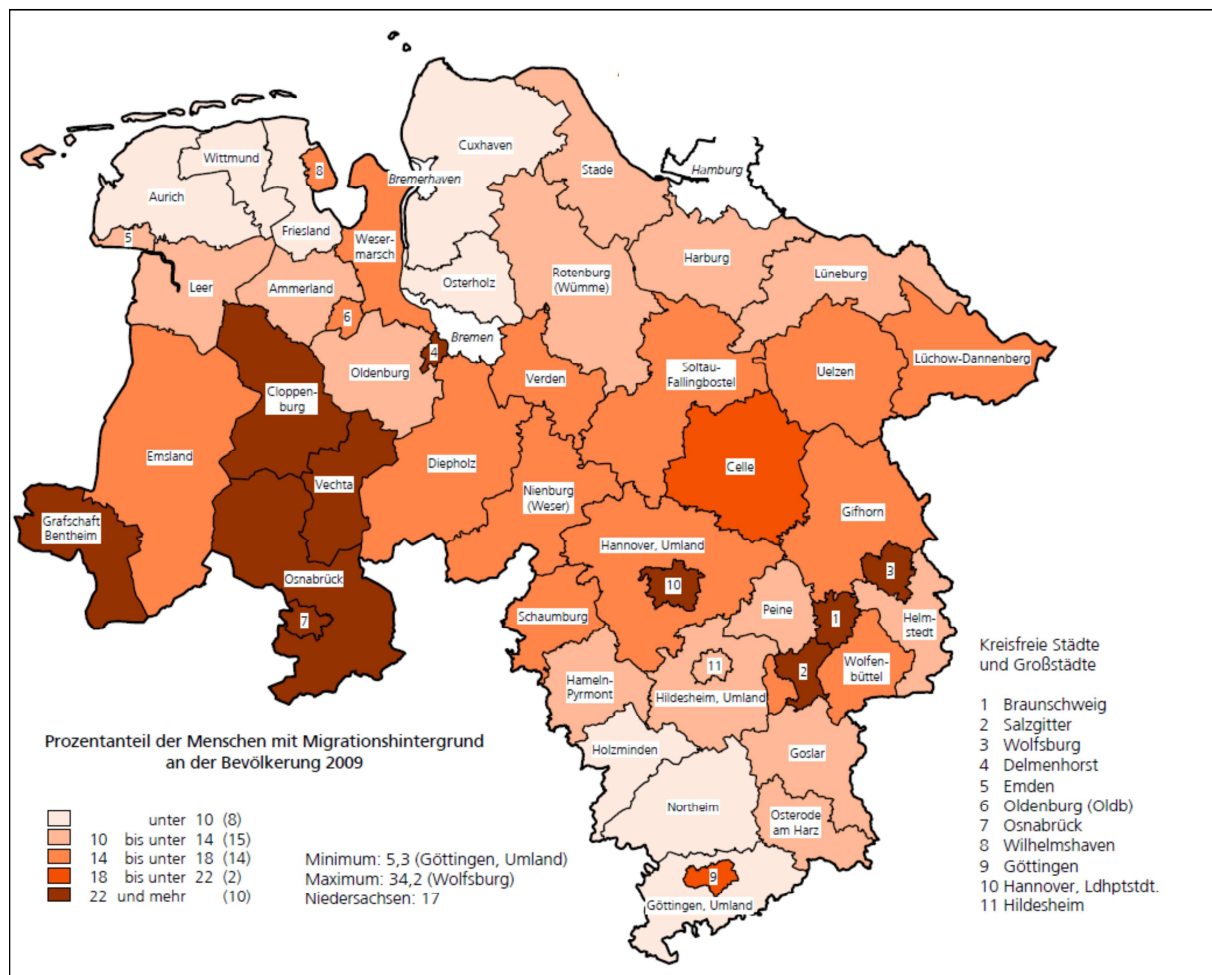 Cuxhaven
Wittmund
Stade
Hamburg
8
Bremerhaven
Aurich
Friesland
5
Weser-
marsch
Harburg
Osterholz
Rotenburg
(Wümme)
Lüneburg
Leer
Ammerland
6
Bremen
4
Oldenburg
Soltau-
Fallingbostel
Lüchow-Dannenberg
Verden
Uelzen
Cloppen-
burg
Emsland
Diepholz
Celle
Vechta
Nienburg
(Weser)
Gifhorn
Grafschaft
Bentheim
Hannover, Umland
Osnabrück
3
10
Peine
7
Schaumburg
1
Helm-
stedt
11
2
Wolfen-
büttel
Hameln-
Pyrmont
Hildesheim, Umland
Holzminden
Goslar
Northeim
Osterode
am Harz
9
Göttingen, Umland
Prozentanteil der Menschen mit Migrationshintergrund
an der Bevölkerung 2009
unter 10 (8)
10 bis unter 14 (15)
14 bis unter 18 (14)
18 bis unter 22 (2)
22 und mehr (10)
Minimum: 5,3 (Göttingen, Umland)
Maximum: 34,2 (Wolfsburg)
Niedersachsen: 17
Kreisfreie Städte
und Großstädte
1 Braunschweig
2 Salzgitter
3 Wolfsburg
4 Delmenhorst
5 Emden
6 Oldenburg (Oldb)
7 Osnabrück
8 Wilhelmshaven
9 Göttingen
10 Hannover, Ldhptstdt.
11 Hildesheim